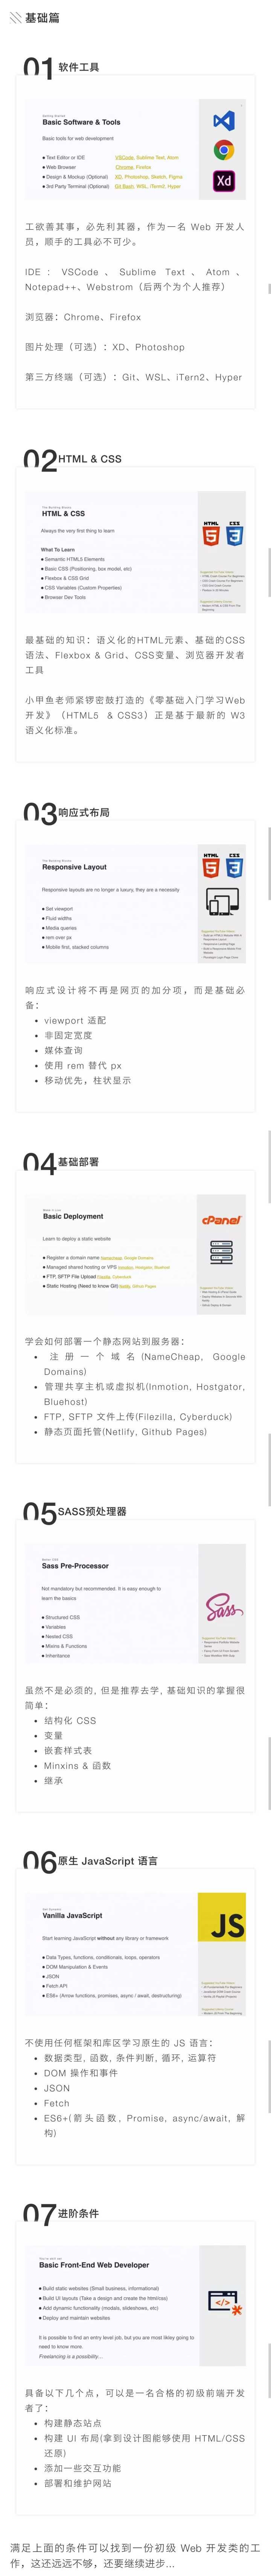 基础篇
01 软件工具
Getting Started
Basic Software & Tools
Basic tools for web development
Text Editor or IDE VSCode, Sublime Text, Atom
Web Browser Chrome, Firefox
Design & Mockup (Optional) XD, Photoshop, Sketch, Figma
3rd Party Terminal (Optional) Git Bash, WSL, iTerm2, Hyper
Xd
工欲善其事，必先利其器，作为一名 Web 开发人
员，顺手的工具必不可少。
IDE：VSCode、Sublime Text、Atom、
Notepad++、Webstrom（后两个为个人推荐）
浏览器：Chrome、Firefox
图片处理（可选）：XD、Photoshop
第三方终端（可选）：Git、WSL、iTern2、Hyper
02 HTML & CSS
The Building Blocks
HTML & CSS
Always the very first thing to learn
What To Learn
Semantic HTML5 Elements
Basic CSS (Positioning, box model, etc)
Flexbox & CSS Grid
CSS Variables (Custom Properties)
Browser Dev Tools
HTML CSS
最基础的知识：语义化的HTML元素、基础的CSS
语法、Flexbox & Grid、CSS变量、浏览器开发者
工具
小甲鱼老师紧锣密鼓打造的《零基础入门学习Web
开发》（HTML5 & CSS3）正是基于最新的 W3
语义化标准。
03 响应式布局
The Building Blocks
Responsive Layout
Responsive layouts are no longer a luxury, they are a necessity
Set viewport
Fluid widths
Media queries
rem over px
Mobile first, stacked columns
HTML CSS
响应式设计将不再是网页的加分项，而是基础必
备：
• viewport 适配
• 非固定宽度
• 媒体查询
• 使用 rem 替代 px
• 移动优先，柱状显示
04 基础部署
Basic Deployment
Learn to deploy a static website
Register a domain name Namecheap, Google Domains
Managed shared hosting or VPS Inmotion, Hostgator, Bluehost
FTP, SFTP File Upload Filezilla, Cyberduck
Static Hosting (Need to know Git) Netlify, Github Pages
cPanel
学会如何部署一个静态网站到服务器：
• 注册一个域名(NameCheap, Google
Domains)
• 管理共享主机或虚拟机(Inmotion, Hostgator,
Bluehost)
• FTP, SFTP 文件上传(Filezilla, Cyberduck)
• 静态页面托管(Netlify, Github Pages)
05 SASS预处理器
Sass Pre-Processor
Not mandatory but recommended. It is easy enough to
learn the basics
Structured CSS
Variables
Nested CSS
Mixins & Functions
Inheritance
Sass
虽然不是必须的, 但是推荐去学, 基础知识的掌握很
简单：
• 结构化 CSS
• 变量
• 嵌套样式表
• Minxins & 函数
• 继承
06 原生 JavaScript 语言
Vanilla JavaScript
Start learning JavaScript without any library or framework
Data Types, functions, conditionals, loops, operators
DOM Manipulation & Events
JSON
Fetch API
ES6+ (Arrow functions, promises, async / await, destructuring)
JS
不使用任何框架和库区学习原生的 JS 语言：
• 数据类型, 函数, 条件判断, 循环, 运算符
• DOM 操作和事件
• JSON
• Fetch
• ES6+(箭头函数, Promise, async/await, 解
构)
07 进阶条件
Basic Front-End Web Developer
Build static websites (Small business, informational)
Build UI layouts (Take a design and create the html/css)
Add dynamic functionality (modals, slideshows, etc)
Deploy and maintain websites
It is possible to find an entry level job, but you are most likley going to
need to know more.
Freelancing is a possibility...
具备以下几个点，可以是一名合格的初级前端开发
者了：
• 构建静态站点
• 构建 UI 布局(拿到设计图能够使用 HTML/CSS
还原)
• 添加一些交互功能
• 部署和维护网站
满足上面的条件可以找到一份初级 Web 开发类的工
作，这还远远不够，还要继续进步...